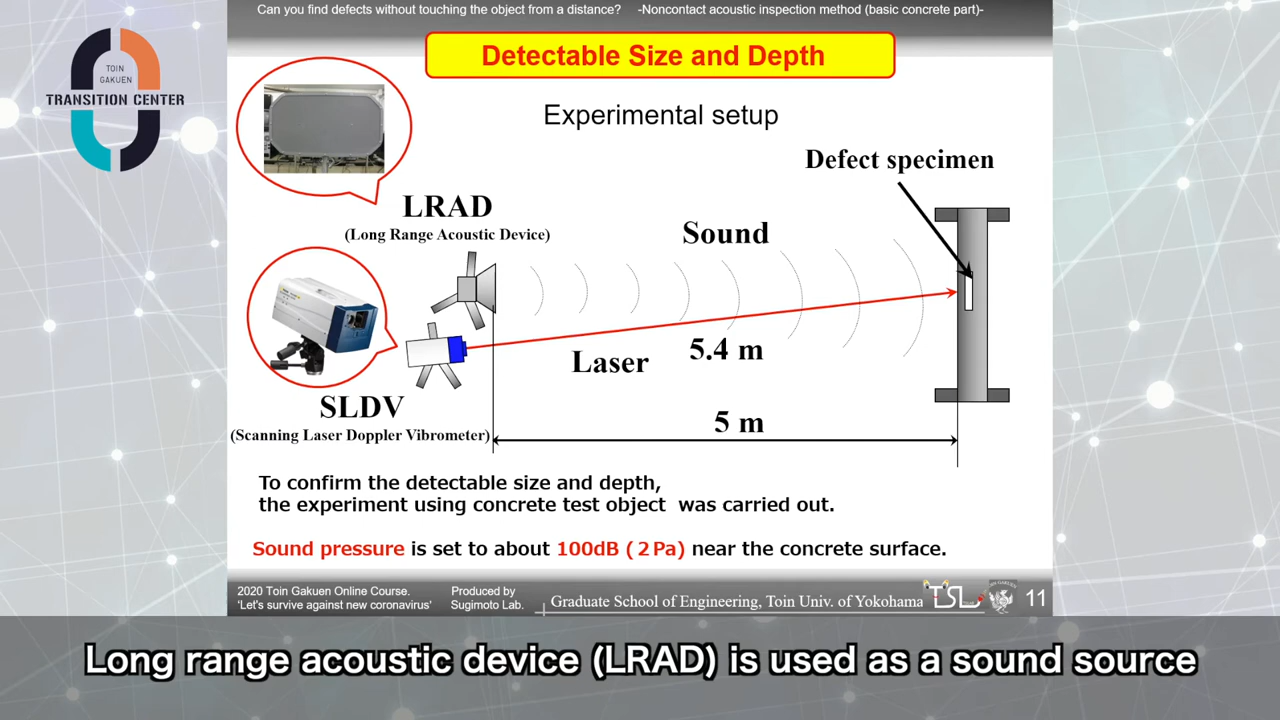 Can you find defects without touching the object from a distance? -Noncontact acoustic inspection method (basic concrete part)-
TOIN
GAKUEN
TRANSITION CENTER
Detectable Size and Depth
Experimental setup
Defect specimen
LRAD
(Long Range Acoustic Device)
Sound
Laser
5.4 m
SLDV
(Scanning Laser Doppler Vibrometer)
5 m
To confirm the detectable size and depth,
the experiment using concrete test object was carried out.
Sound pressure is set to about 100dB (2Pa) near the concrete surface.
2020 Toin Gakuen Online Course.
'Let's survive against new coronavirus'
Produced by
Sugimoto Lab.
Graduate School of Engineering, Toin Univ. of Yokohama
TSL
11
Long range acoustic device (LRAD) is used as a sound source